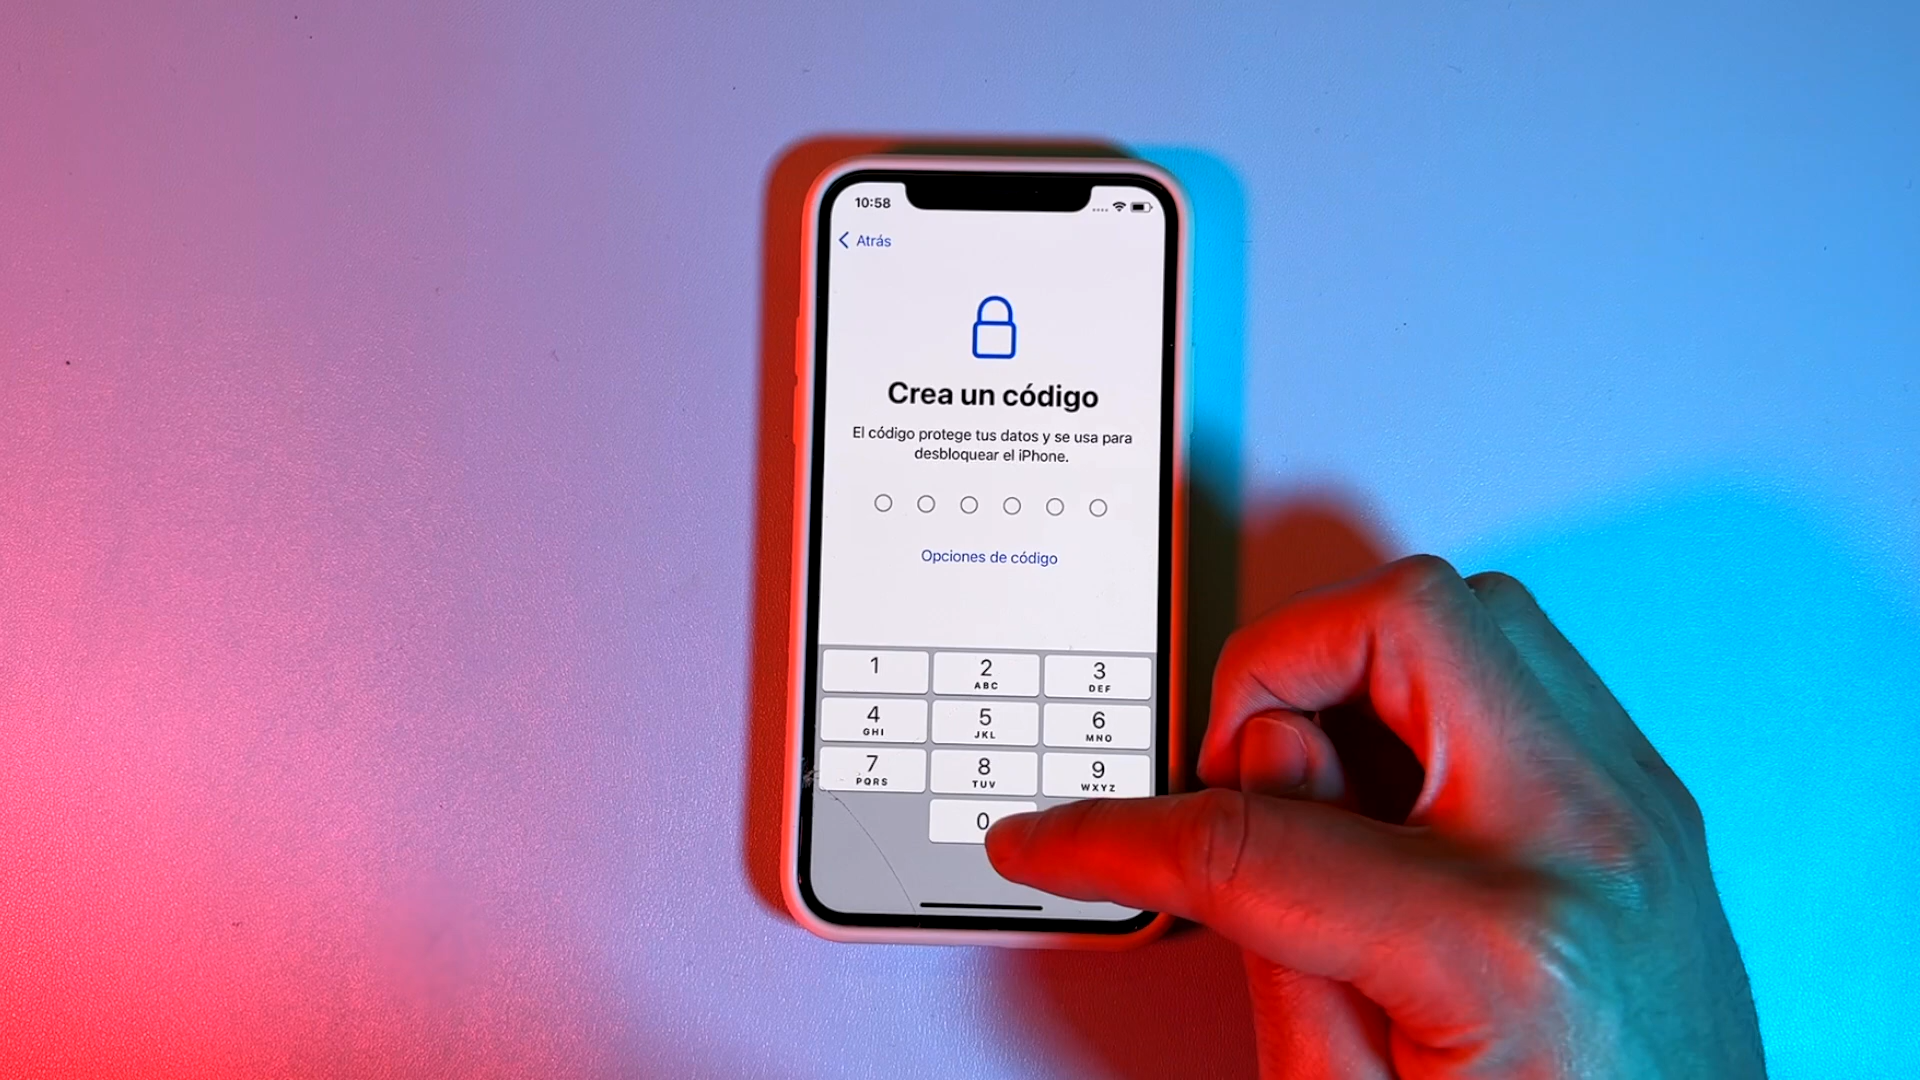 10:58
Atrás
Crea un código
El código protege tus datos y se usa para
desbloquear el iPhone.
Opciones de código
1 2 3
ABC DEF
4 5 6
GHI JKL MNO
7 8 9
PQRS TUV WXYZ
0